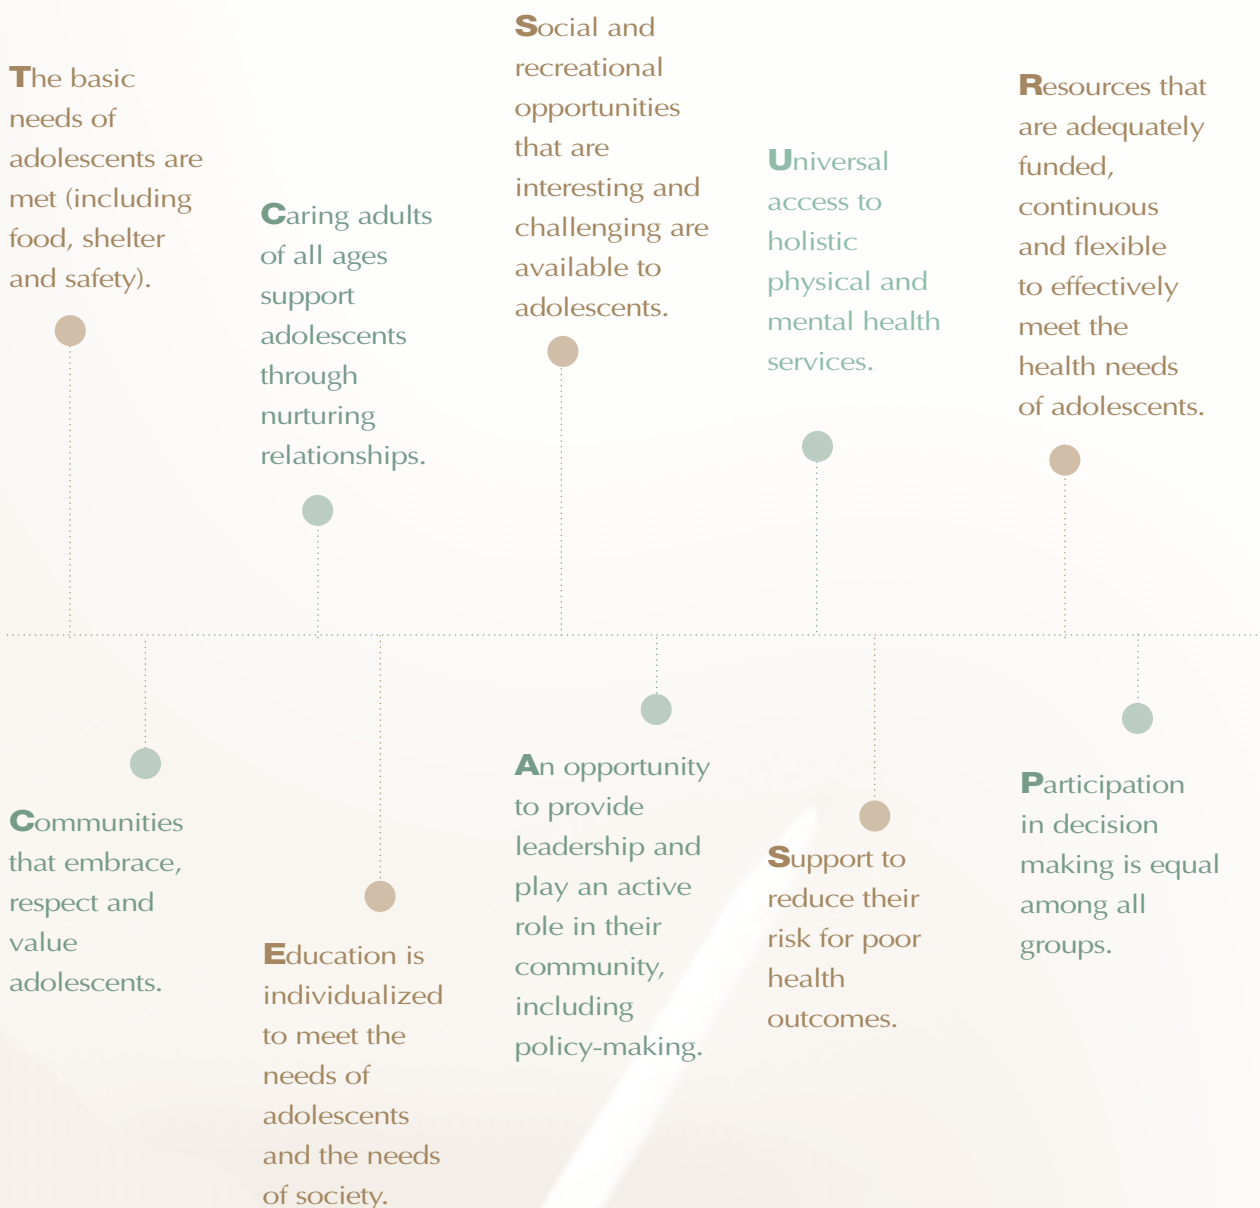 The basic
needs of
adolescents are
met (including
food, shelter
and safety).
Caring adults
of all ages
support
adolescents
through
nurturing
relationships.
Social and
recreational
opportunities
that are
interesting and
challenging are
available to
adolescents.
Universal
access to
holistic
physical and
mental health
services.
Resources that
are adequately
funded,
continuous
and flexible
to effectively
meet the
health needs
of adolescents.
Communities
that embrace,
respect and
value
adolescents.
Education is
individualized
to meet the
needs of
adolescents
and the needs
of society.
An opportunity
to provide
leadership and
play an active
role in their
community,
including
policy-making.
Support to
reduce their
risk for poor
health
outcomes.
Participation
in decision
making is equal
among all
groups.